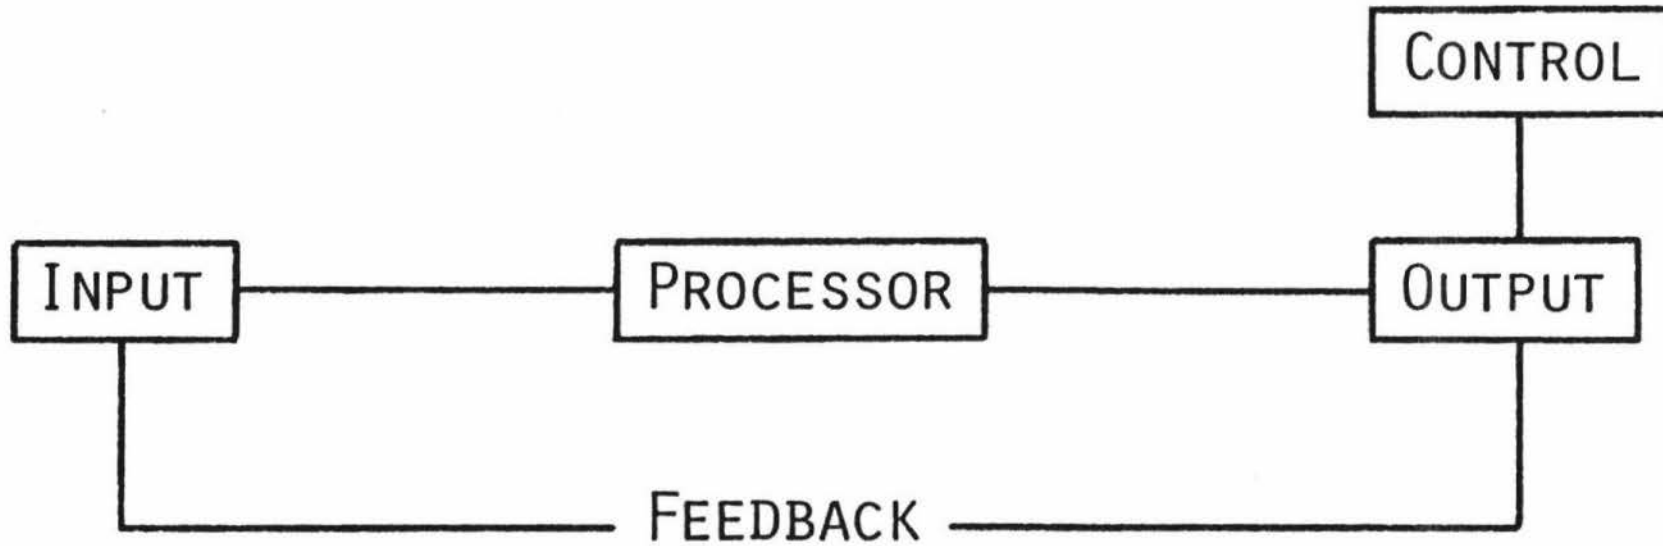 CONTROL
INPUT
PROCESSOR
OUTPUT
FEEDBACK